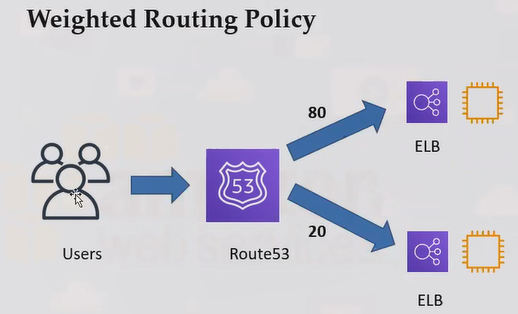 Weighted Routing Policy
80
ELB
53
20
Users
Route53
ELB